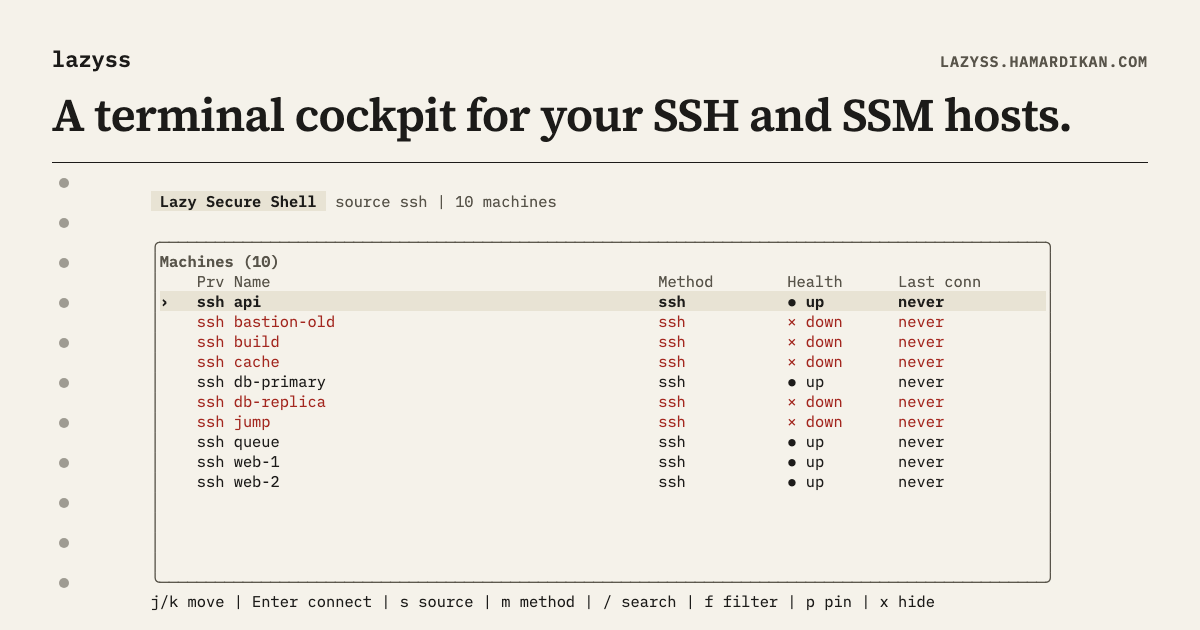 lazyss
LAZYSS.HAMARDIKAN.COM
A terminal cockpit for your SSH and SSM hosts.
Lazy Secure Shell source ssh | 10 machines
Machines (10)
Prv Name Method Health Last conn
› ssh api ssh ● up never
ssh bastion-old ssh × down never
ssh build ssh × down never
ssh cache ssh × down never
ssh db-primary ssh ● up never
ssh db-replica ssh × down never
ssh jump ssh × down never
ssh queue ssh ● up never
ssh web-1 ssh ● up never
ssh web-2 ssh ● up never
j/k move | Enter connect | s source | m method | / search | f filter | p pin | x hide